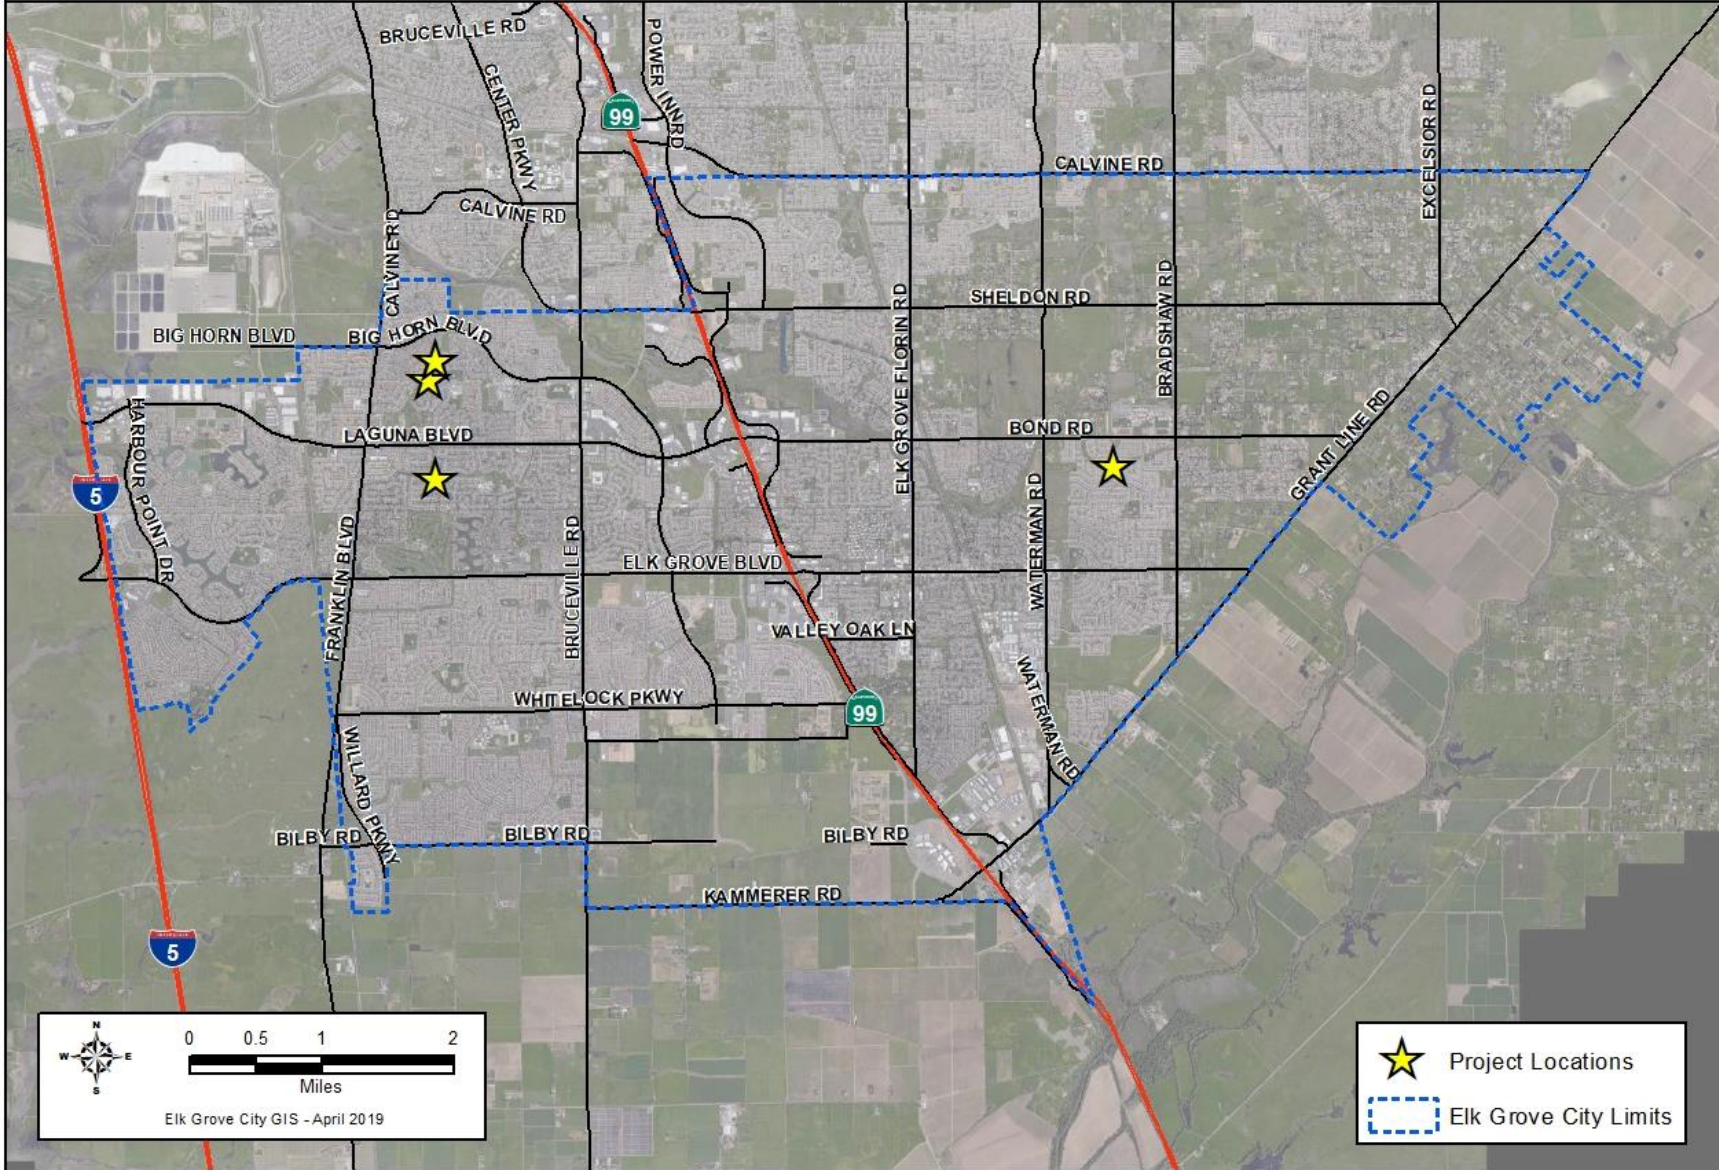 BRUCEVILLE RD
POWER INN RD
CENTER PKWY
99
EXCELSIOR RD
CALVINE RD
CALVINE RD
CALVINE RD
BRADSHAW RD
ELK GROVE FLORIN RD
SHELDON RD
BIG HORN BLVD
BIG HORN BLVD
HARBOUR POINT DR
LAGUNA BLVD
BOND RD
GRANT LINE RD
5
WATERMAN RD
FRANKLIN BLVD
BRUCEVILLE RD
ELK GROVE BLVD
VALLEY OAK LN
WATERMAN RD
WHITELOCK PKWY
99
WILLARD PKWY
BILBY RD
BILBY RD
BILBY RD
KAMMERER RD
5
N
W
E
S
0 0.5 1 2
Miles
Elk Grove City GIS - April 2019
Project Locations
Elk Grove City Limits